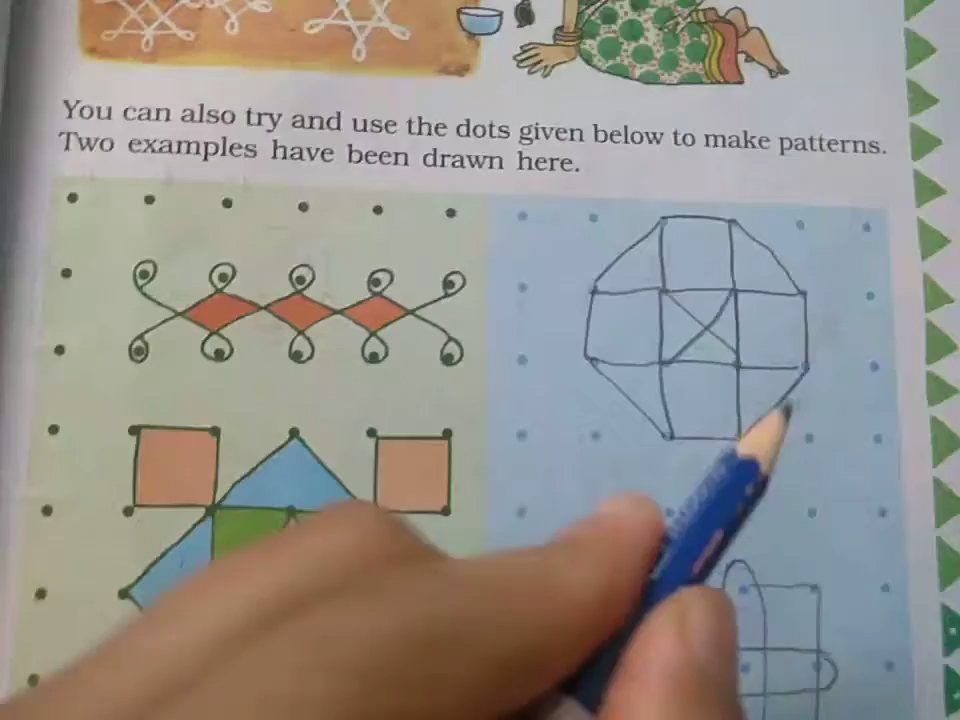 You can also try and use the dots given below to make patterns.
Two examples have been drawn here.